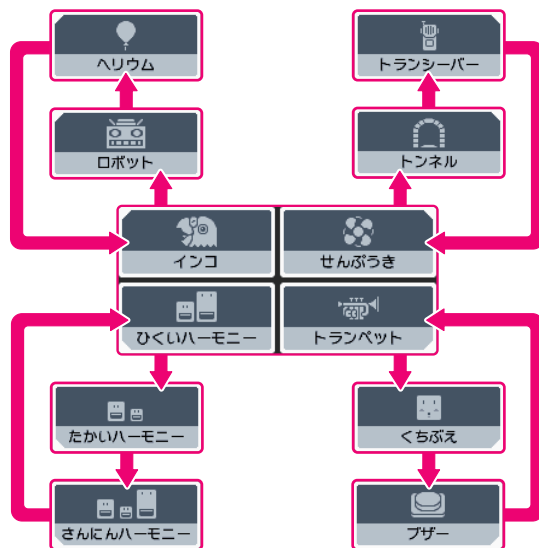 ヘリウム
トランシーバー
ロボット
トンネル
インコ
せんぷうき
ひくいハーモニー
トランペット
たかいハーモニー
くちぶえ
さんにんハーモニー
ブザー